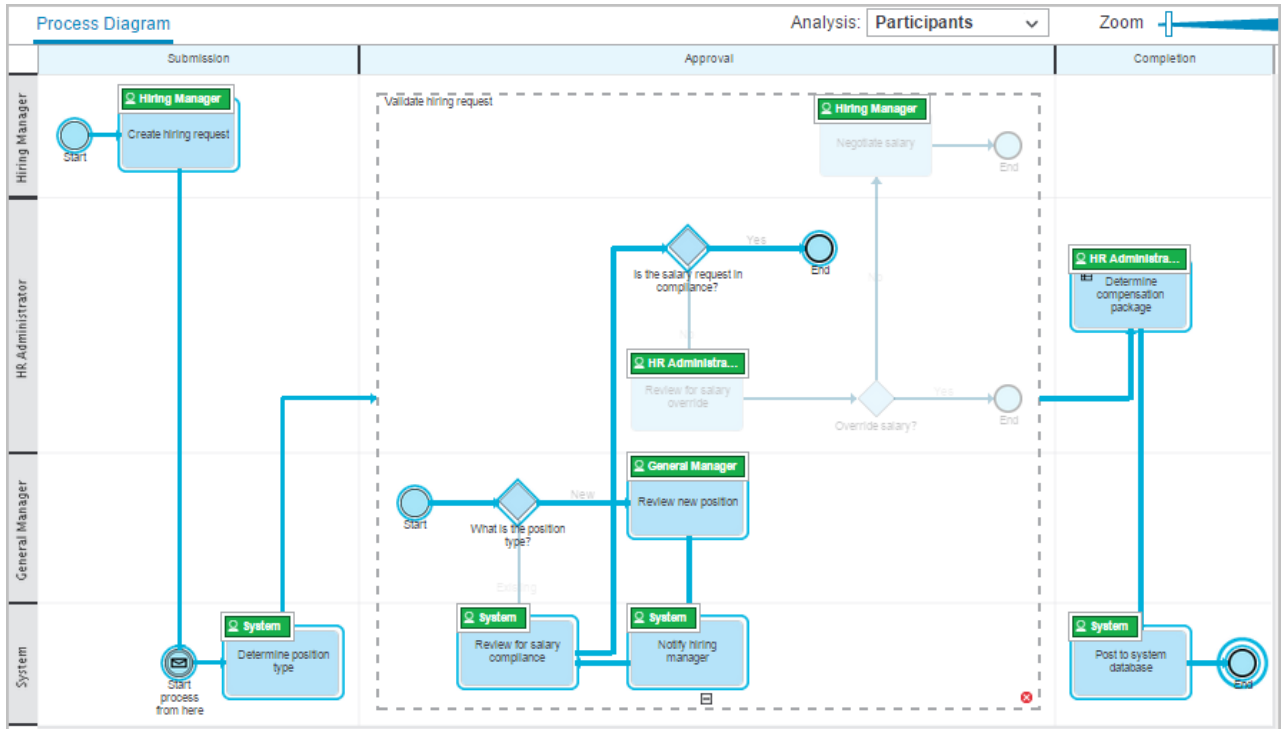 Process Diagram
Analysis:
Participants
Zoom
Submission
Approval
Completion
Hiring Manager
Hiring Manager
Create hiring request
Start
Validate hiring request
Hiring Manager
Negotiate salary
End
HR Administrator
Is the salary request in
compliance?
Yes
End
No
No
HR Administra...
Determine
compensation
package
HR Administra...
Review for salary
override
Override salary?
Yes
End
General Manager
Start
What is the position
type?
New
General Manager
Review new position
Existing
System
Start
process
from here
System
Determine position
type
System
Review for salary
compliance
System
Notify hiring
manager
System
Post to system
database
End